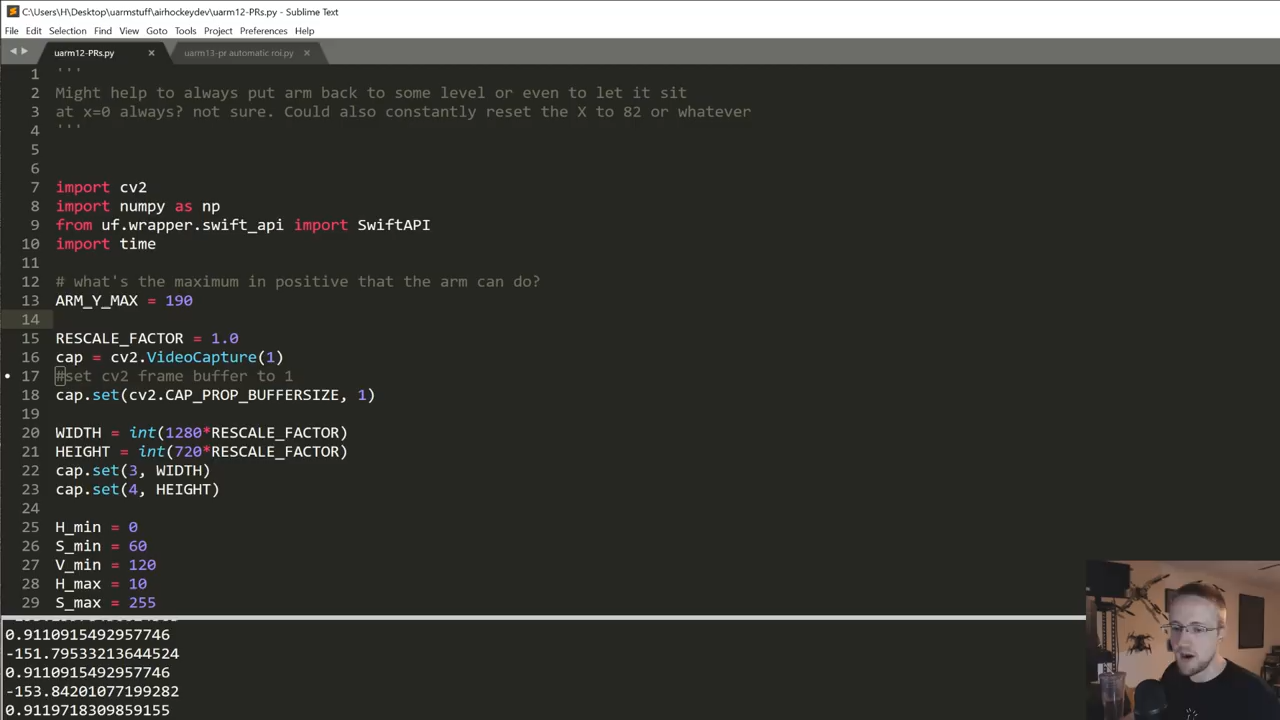 C:\Users\H\Desktop\uarmstuff\airhockeydev\uarm12-PRs.py - Sublime Text
File Edit Selection Find View Goto Tools Project Preferences Help
uarm12-PRs.py × uarm13-pr automatic roi.py ×
1 '''
2 Might help to always put arm back to some level or even to let it sit
3 at x=0 always? not sure. Could also constantly reset the X to 82 or whatever
4 '''
5
6
7 import cv2
8 import numpy as np
9 from uf.wrapper.swift_api import SwiftAPI
10 import time
11
12 # what's the maximum in positive that the arm can do?
13 ARM_Y_MAX = 190
14
15 RESCALE_FACTOR = 1.0
16 cap = cv2.VideoCapture(1)
17 #set cv2 frame buffer to 1
18 cap.set(cv2.CAP_PROP_BUFFERSIZE, 1)
19
20 WIDTH = int(1280*RESCALE_FACTOR)
21 HEIGHT = int(720*RESCALE_FACTOR)
22 cap.set(3, WIDTH)
23 cap.set(4, HEIGHT)
24
25 H_min = 0
26 S_min = 60
27 V_min = 120
28 H_max = 10
29 S_max = 255
0.9110915492957746
-151.79533213644524
0.9110915492957746
-153.84201077199282
0.9119718309859155